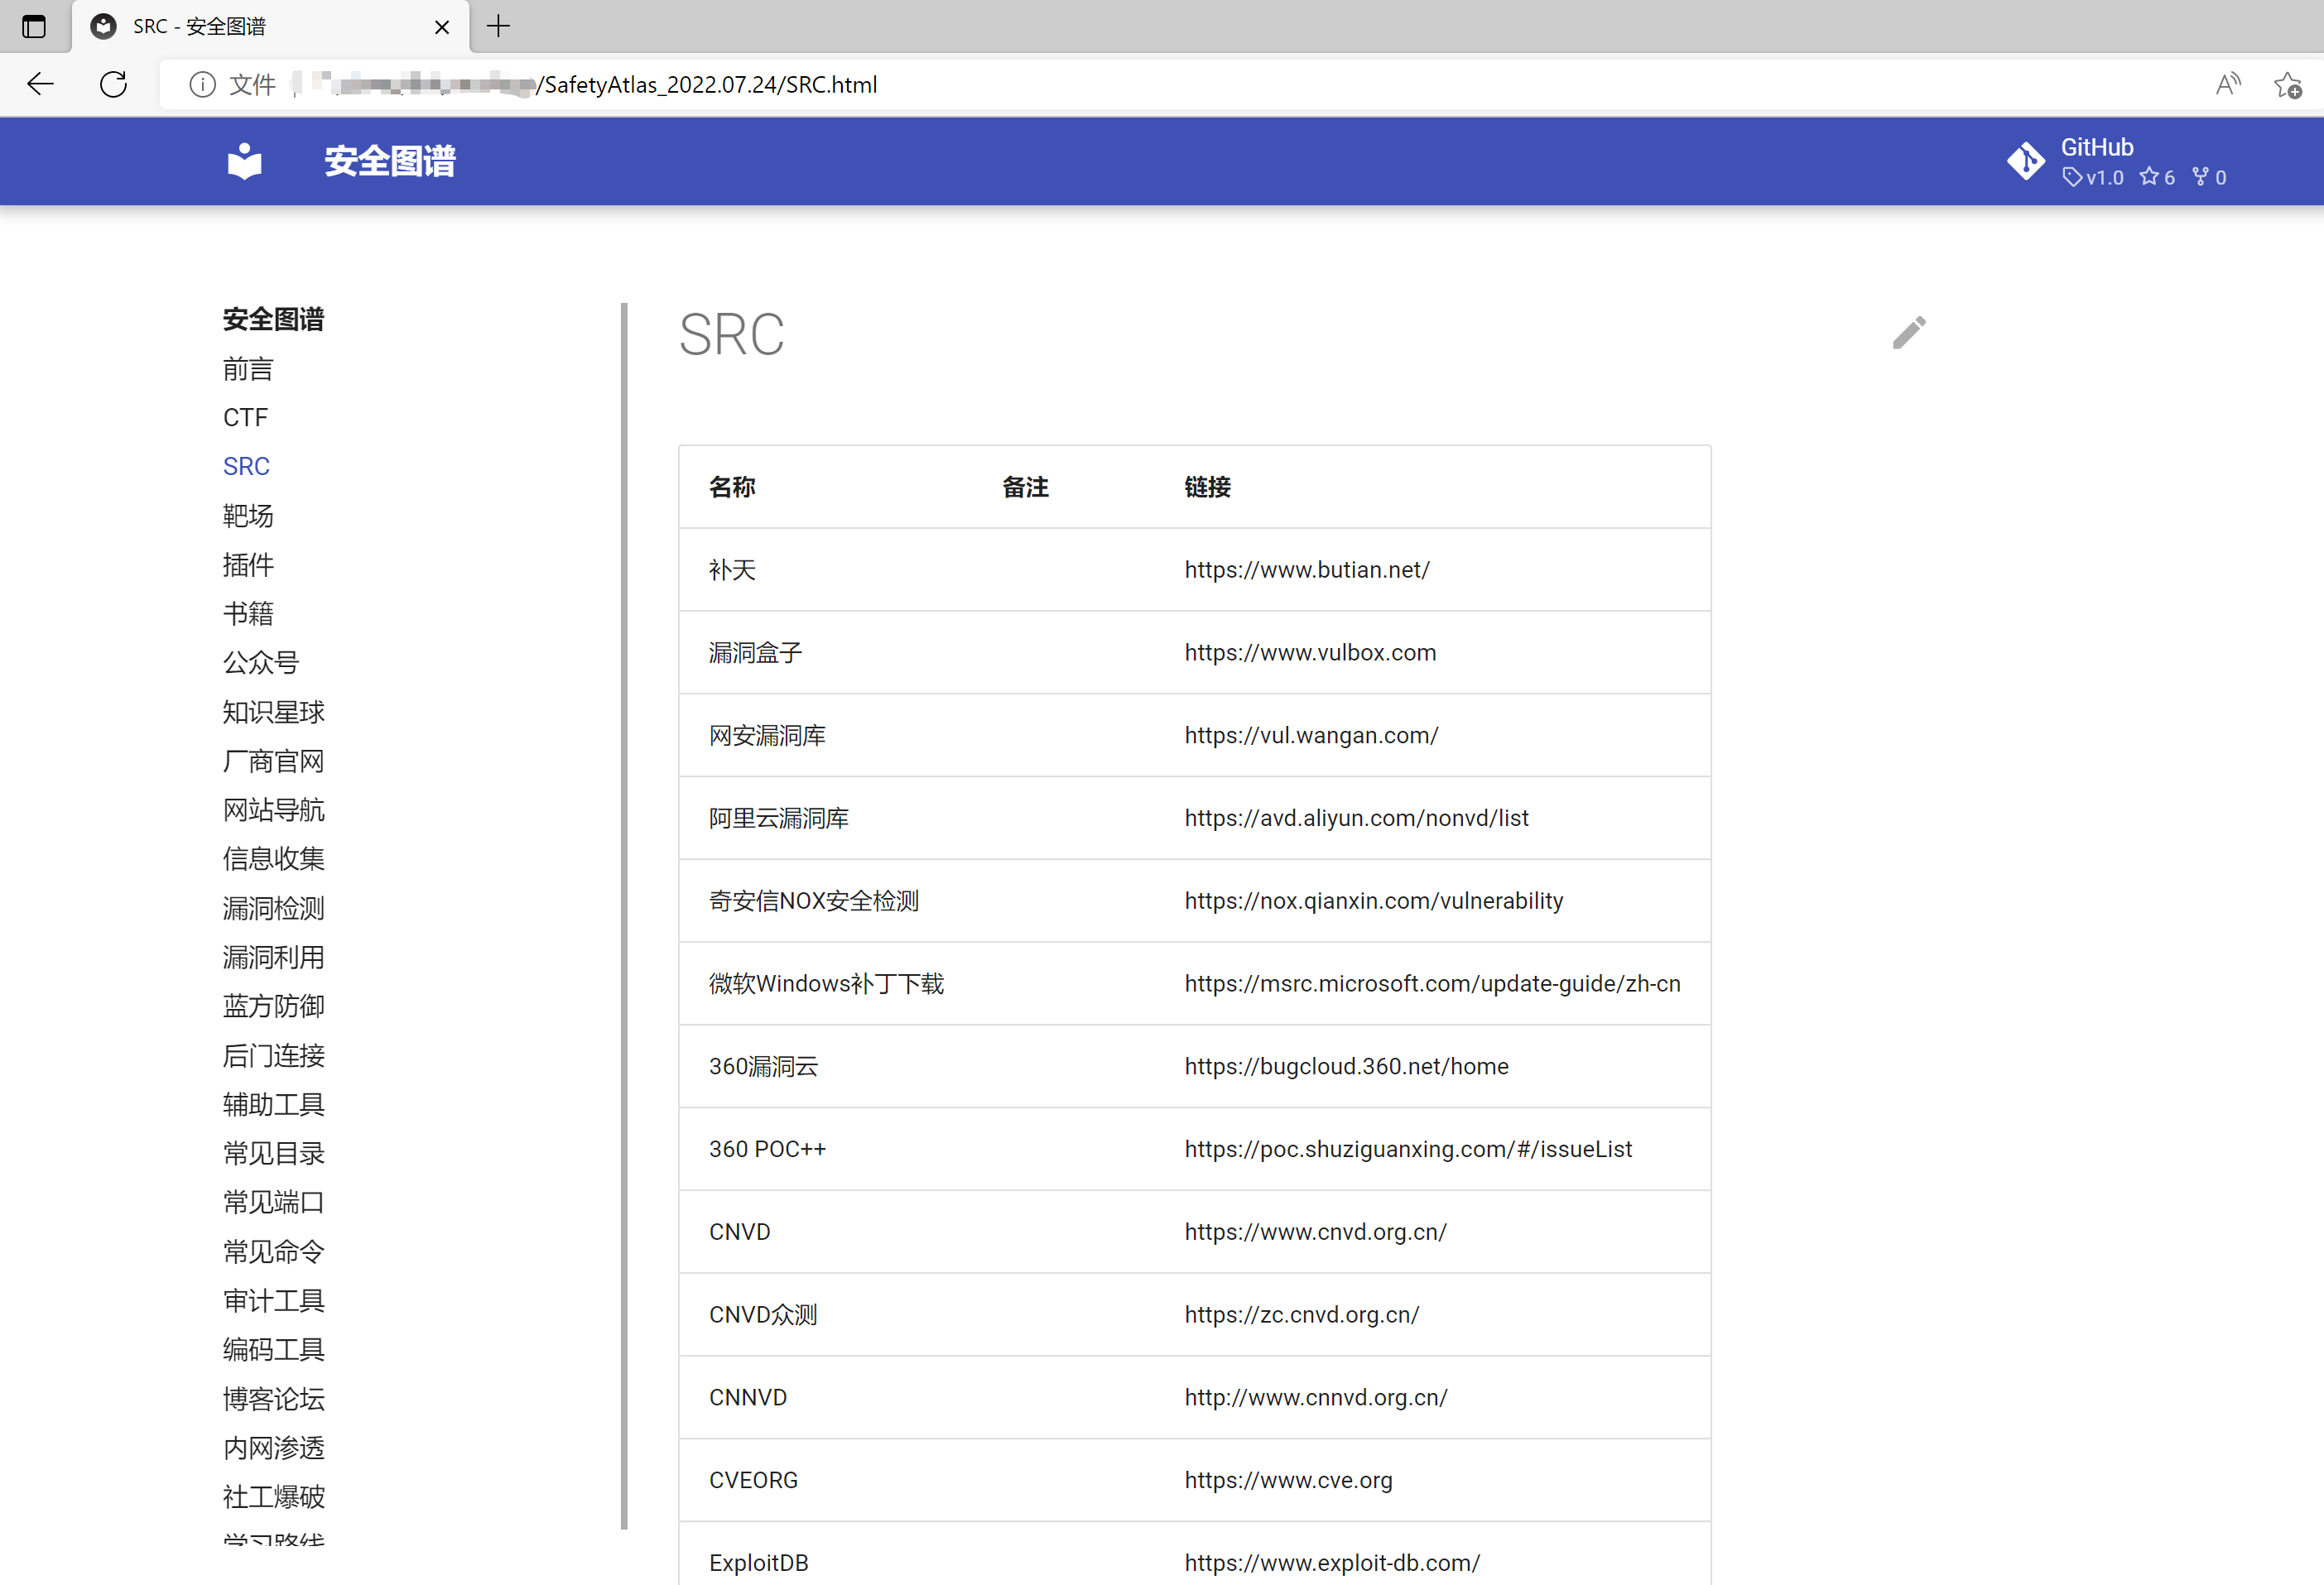 SRC - 安全图谱
文件
/SafetyAtlas_2022.07.24/SRC.html
安全图谱
GitHub
v1.0 6 0
安全图谱
前言
CTF
SRC
靶场
插件
书籍
公众号
知识星球
厂商官网
网站导航
信息收集
漏洞检测
漏洞利用
蓝方防御
后门连接
辅助工具
常见目录
常见端口
常见命令
审计工具
编码工具
博客论坛
内网渗透
社工爆破
学习路线
SRC
名称 备注 链接
补天 https://www.butian.net/
漏洞盒子 https://www.vulbox.com
网安漏洞库 https://vul.wangan.com/
阿里云漏洞库 https://avd.aliyun.com/nonvd/list
奇安信NOX安全检测 https://nox.qianxin.com/vulnerability
微软Windows补丁下载 https://msrc.microsoft.com/update-guide/zh-cn
360漏洞云 https://bugcloud.360.net/home
360 POC++ https://poc.shuziguanxing.com/#/issueList
CNVD https://www.cnvd.org.cn/
CNVD众测 https://zc.cnvd.org.cn/
CNNVD http://www.cnnvd.org.cn/
CVEORG https://www.cve.org
ExploitDB https://www.exploit-db.com/